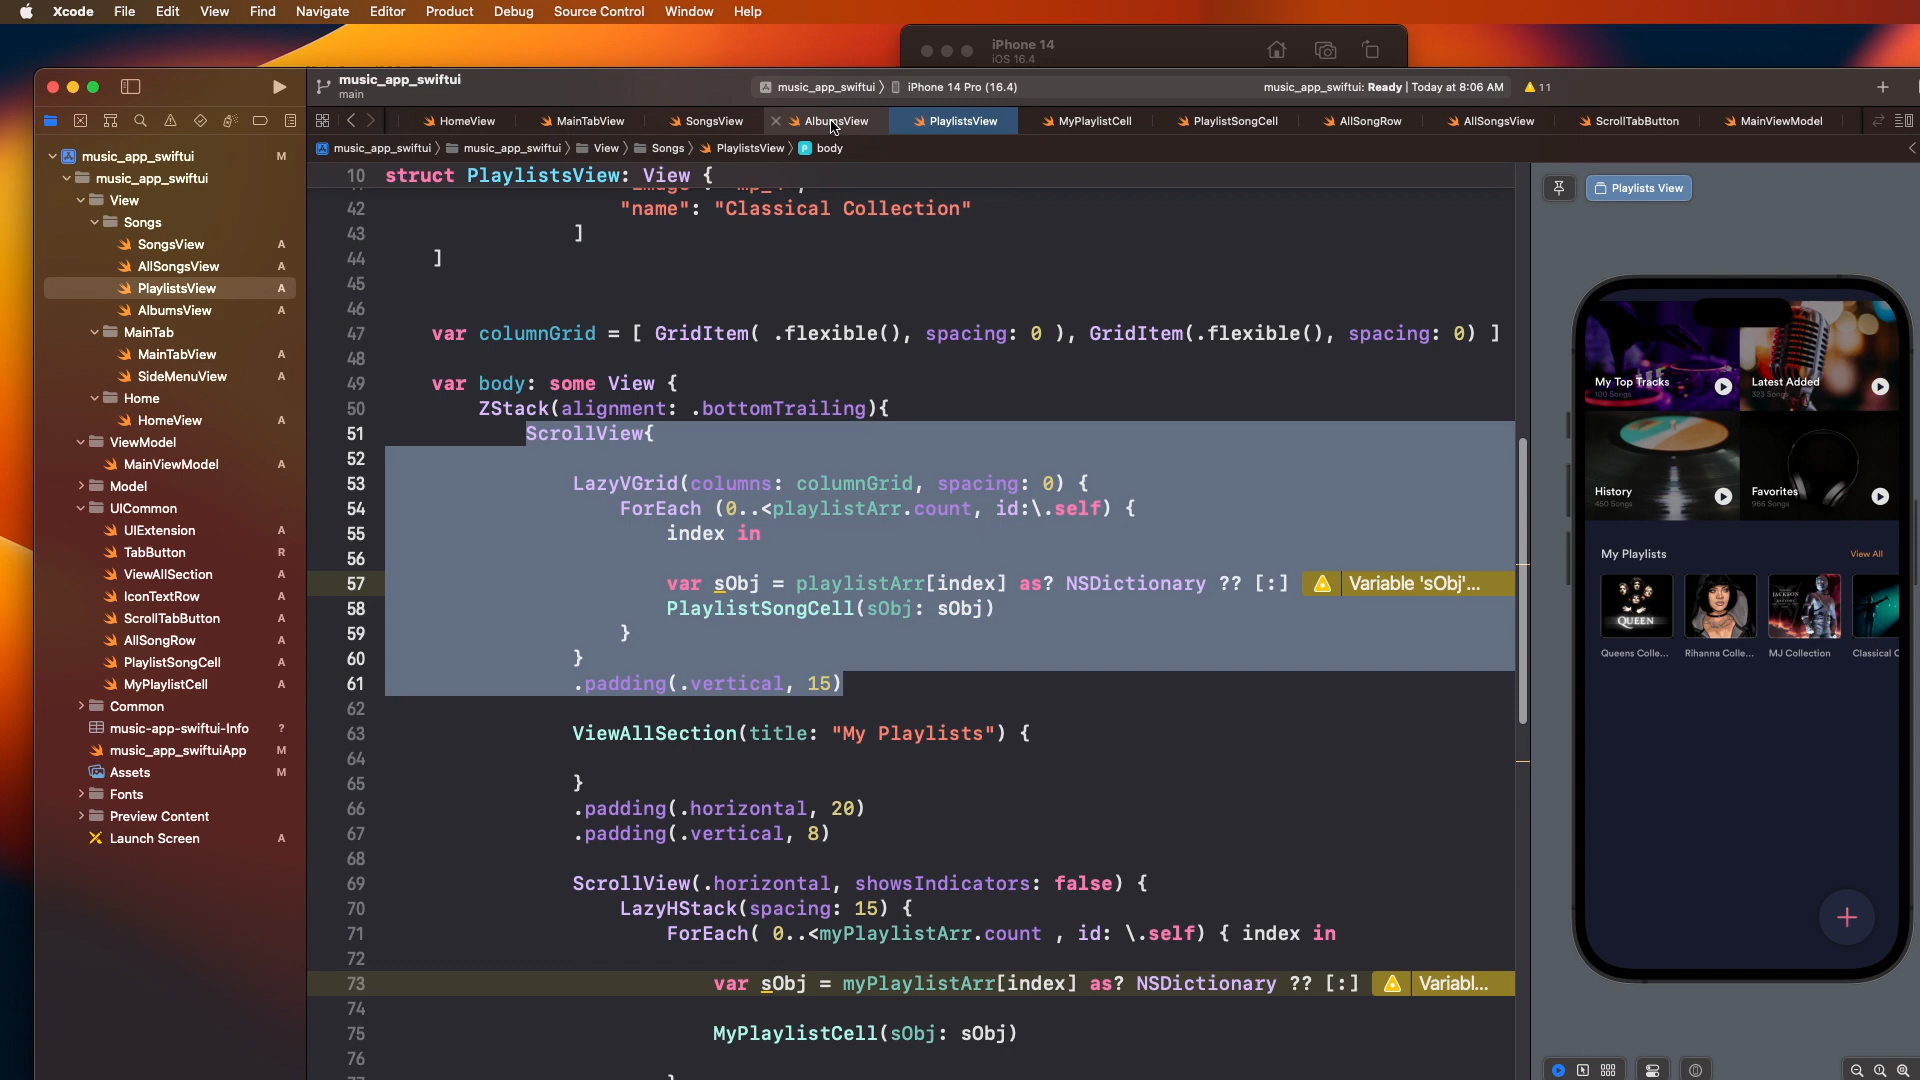 Xcode File Edit View Find Navigate Editor Product Debug Source Control Window Help
iPhone 14
iOS 16.4
music_app_swiftui
main
music_app_swiftui 〉 iPhone 14 Pro (16.4)
music_app_swiftui: Ready | Today at 8:06 AM
11
HomeView
MainTabView
SongsView
AlbumsView
PlaylistsView
MyPlaylistCell
PlaylistSongCell
AllSongRow
AllSongsView
ScrollTabButton
MainViewModel
music_app_swiftui 〉 music_app_swiftui 〉 View 〉 Songs 〉 PlaylistsView 〉 P body
music_app_swiftui M
music_app_swiftui
View
Songs
SongsView A
AllSongsView A
PlaylistsView A
AlbumsView A
MainTab
MainTabView A
SideMenuView A
Home
HomeView A
ViewModel
MainViewModel A
Model
UICommon
UIExtension A
TabButton R
ViewAllSection A
IconTextRow A
ScrollTabButton A
AllSongRow A
PlaylistSongCell A
MyPlaylistCell A
Common
music-app-swiftui-Info ?
music_app_swiftuiApp M
Assets M
Fonts
Preview Content
Launch Screen A
10 struct PlaylistsView: View {
42 "name": "Classical Collection"
43 ]
44 ]
45
46
47 var columnGrid = [ GridItem( .flexible(), spacing: 0 ), GridItem(.flexible(), spacing: 0) ]
48
49 var body: some View {
50 ZStack(alignment: .bottomTrailing){
51 ScrollView{
52
53 LazyVGrid(columns: columnGrid, spacing: 0) {
54 ForEach (0..<playlistArr.count, id:\.self) {
55 index in
56
57 var sObj = playlistArr[index] as? NSDictionary ?? [:] Variable 'sObj'...
58 PlaylistSongCell(sObj: sObj)
59 }
60 }
61 .padding(.vertical, 15)
62
63 ViewAllSection(title: "My Playlists") {
64
65 }
66 .padding(.horizontal, 20)
67 .padding(.vertical, 8)
68
69 ScrollView(.horizontal, showsIndicators: false) {
70 LazyHStack(spacing: 15) {
71 ForEach( 0..<myPlaylistArr.count , id: \.self) { index in
72
73 var sObj = myPlaylistArr[index] as? NSDictionary ?? [:] Variabl...
74
75 MyPlaylistCell(sObj: sObj)
76
Playlists View
My Top Tracks
100 Songs
Latest Added
323 Songs
History
450 Songs
Favorites
966 Songs
My Playlists View All
QUEEN
JACKSON
Queens Colle... Rihanna Colle... MJ Collection Classical C